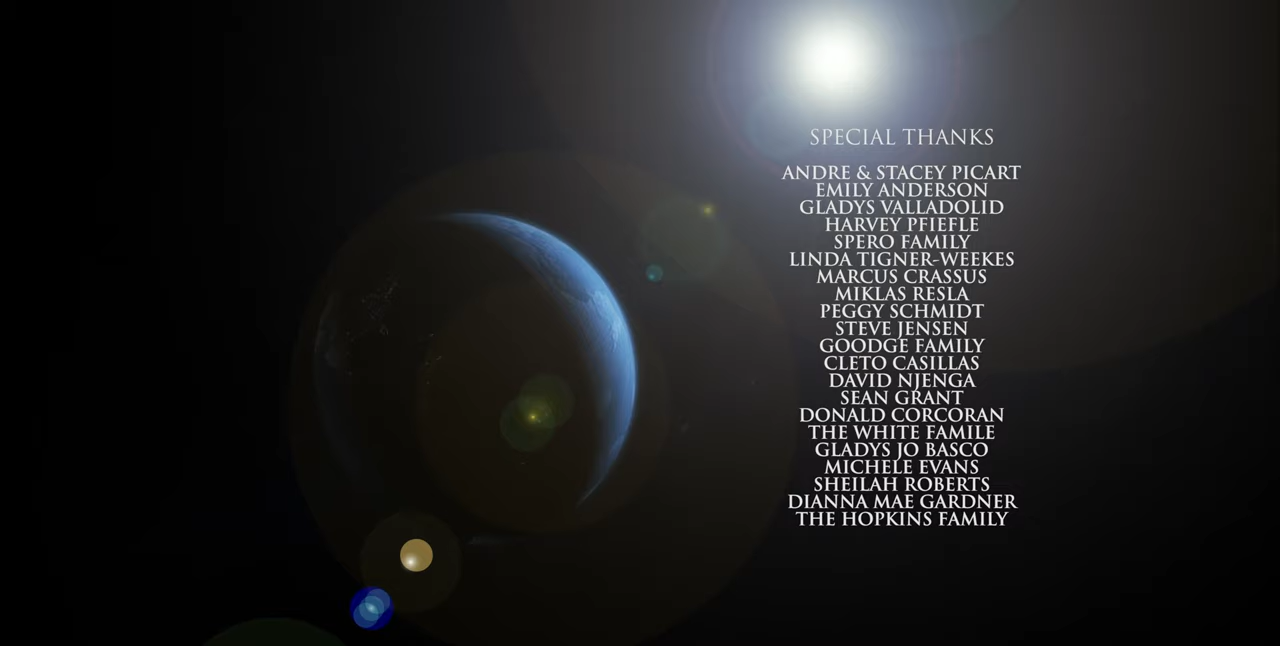 SPECIAL THANKS
ANDRE & STACEY PICART
EMILY ANDERSON
GLADYS VALLADOLID
HARVEY PFIEFLE
SPERO FAMILY
LINDA TIGNER-WEEKES
MARCUS CRASSUS
MIKLAS RESLA
PEGGY SCHMIDT
STEVE JENSEN
GOODGE FAMILY
CLETO CASILLAS
DAVID NJENGA
SEAN GRANT
DONALD CORCORAN
THE WHITE FAMILE
GLADYS JO BASCO
MICHELE EVANS
SHEILAH ROBERTS
DIANNA MAE GARDNER
THE HOPKINS FAMILY